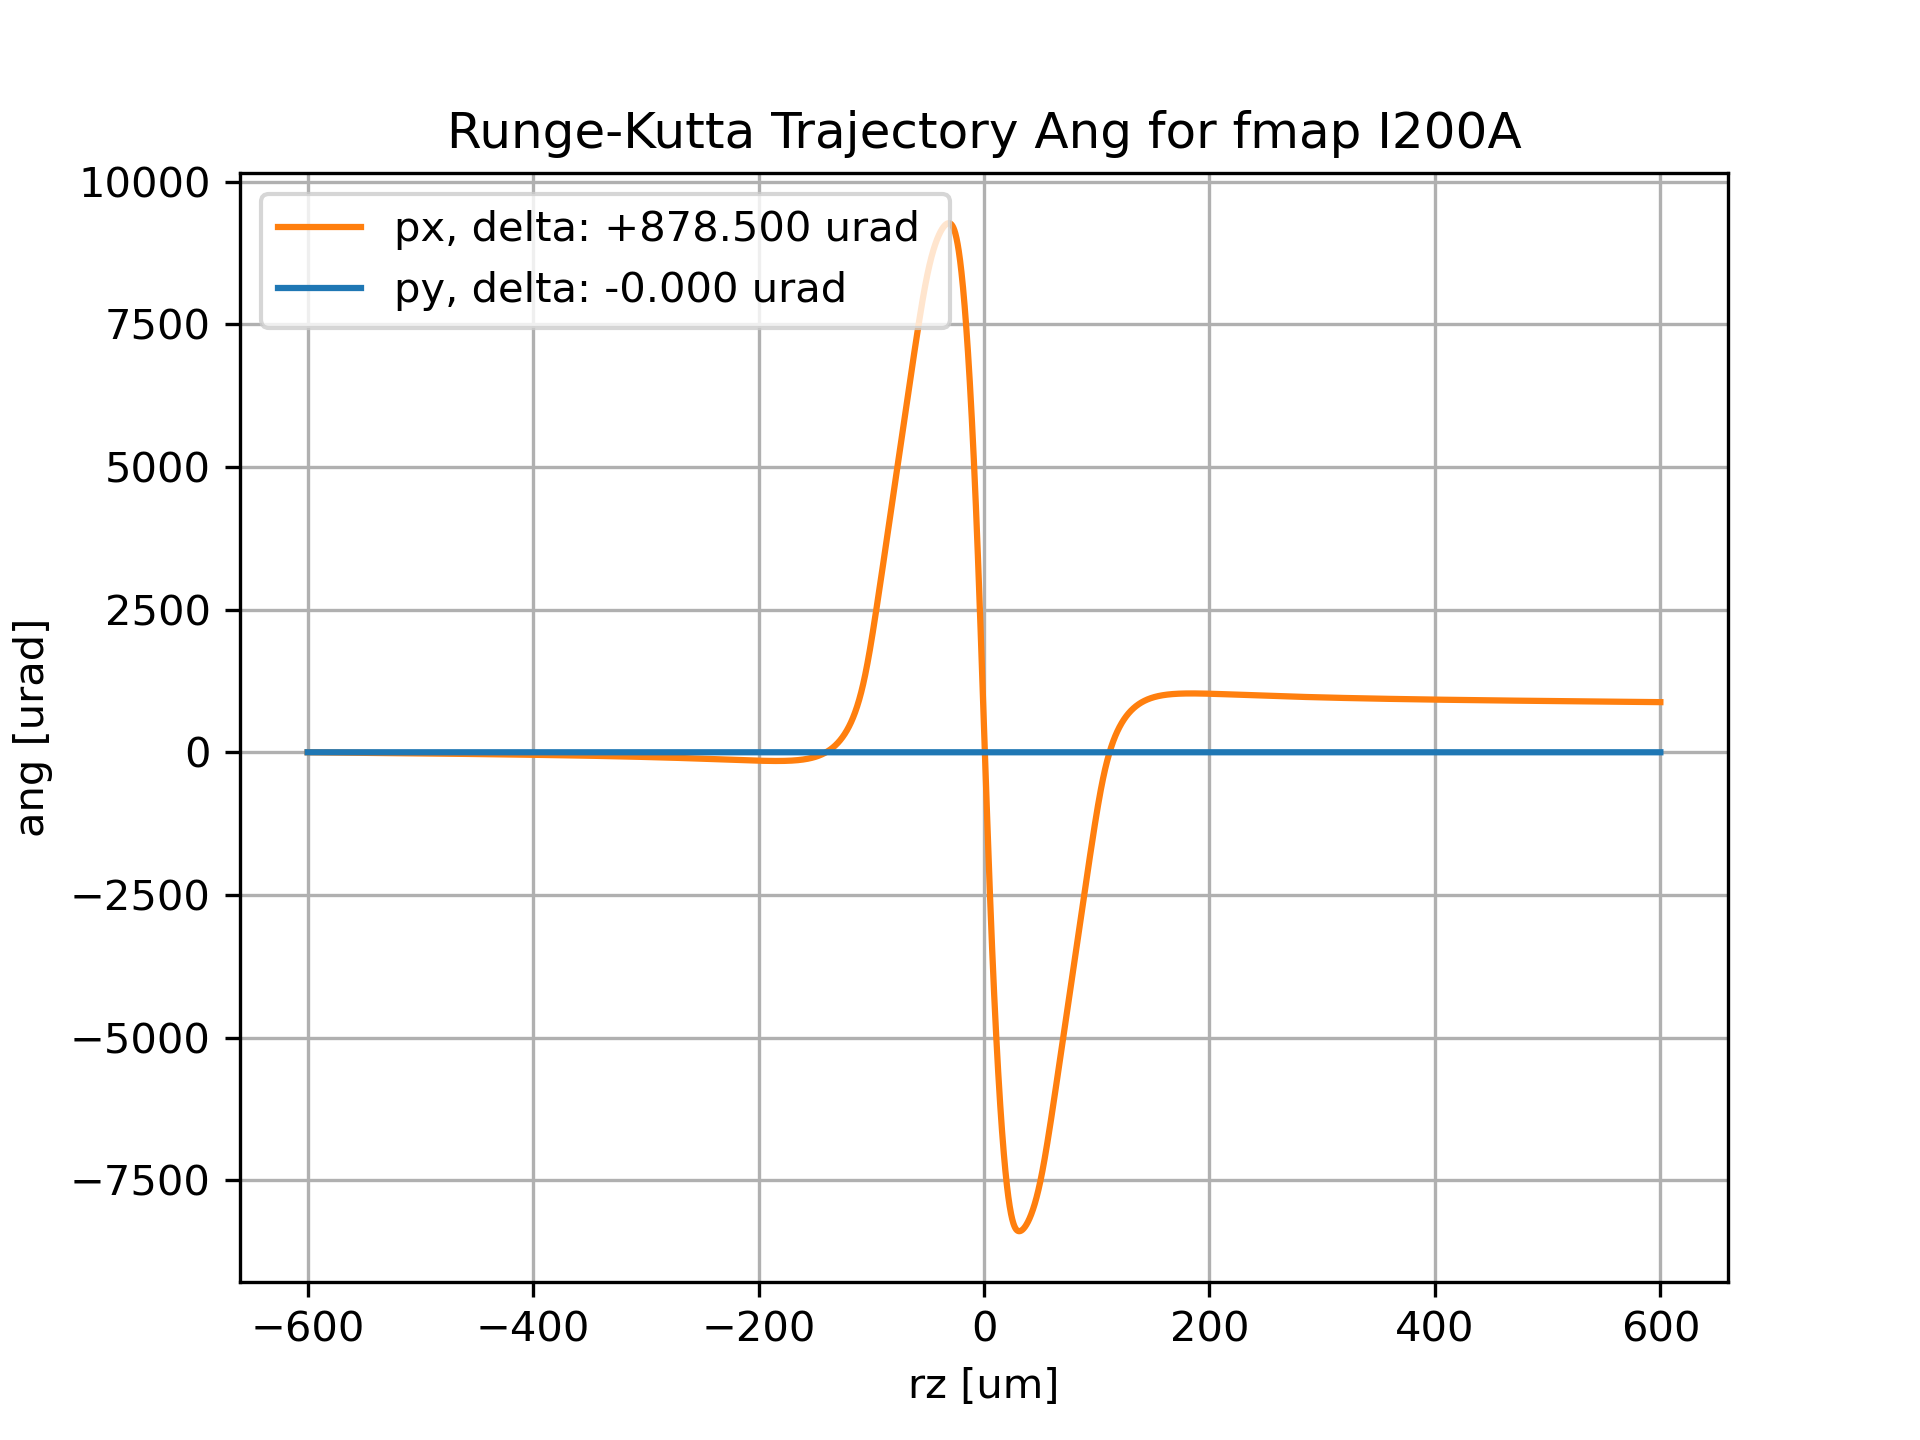 Runge-Kutta Trajectory Ang for fmap I200A
px, delta: +878.500 urad
py, delta: -0.000 urad
10000
7500
5000
2500
0
−2500
−5000
−7500
ang [urad]
−600 −400 −200 0 200 400 600
rz [um]